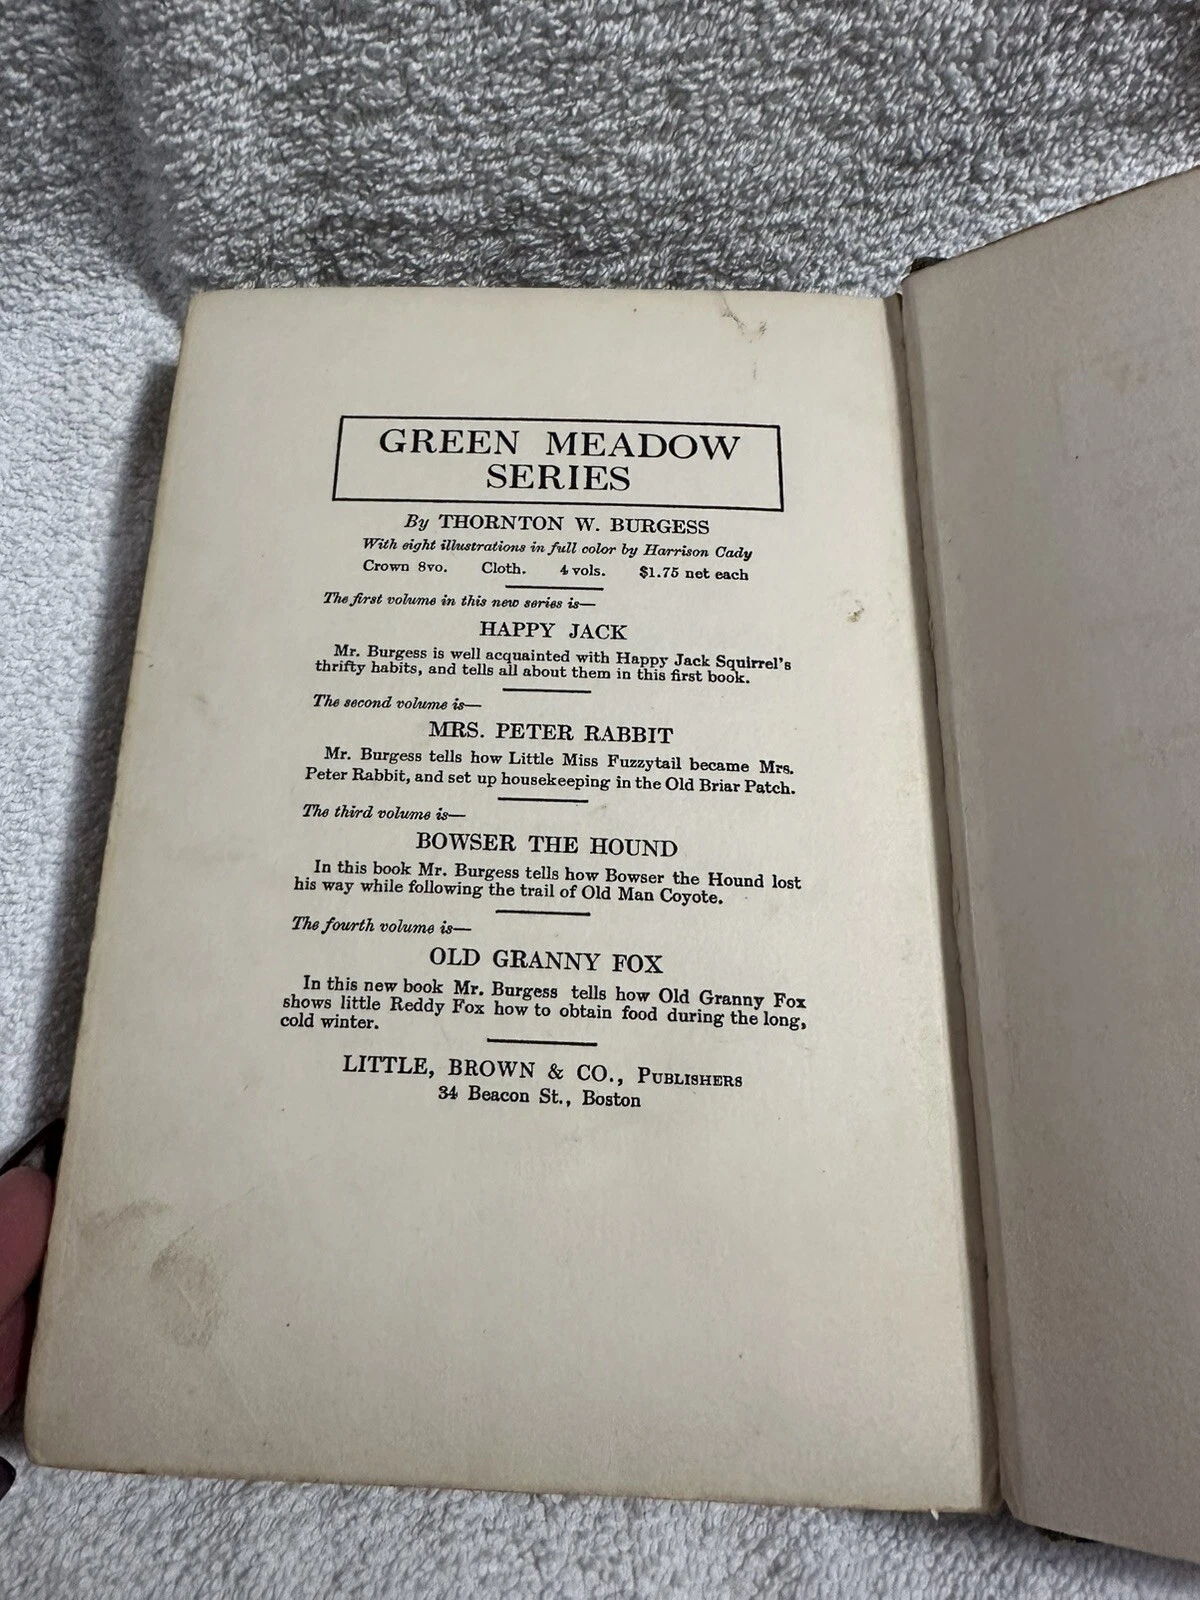 GREEN MEADOW
SERIES
By THORNTON W. BURGESS
With eight illustrations in full color by Harrison Cady
Crown 8vo. Cloth. 4 vols. $1.75 net each
The first volume in this new series is—
HAPPY JACK
Mr. Burgess is well acquainted with Happy Jack Squirrel's
thrifty habits, and tells all about them in this first book.
The second volume is—
MRS. PETER RABBIT
Mr. Burgess tells how Little Miss Fuzzytail became Mrs.
Peter Rabbit, and set up housekeeping in the Old Briar Patch.
The third volume is—
BOWSER THE HOUND
In this book Mr. Burgess tells how Bowser the Hound lost
his way while following the trail of Old Man Coyote.
The fourth volume is—
OLD GRANNY FOX
In this new book Mr. Burgess tells how Old Granny Fox
shows little Reddy Fox how to obtain food during the long,
cold winter.
LITTLE, BROWN & CO., PUBLISHERS
34 Beacon St., Boston